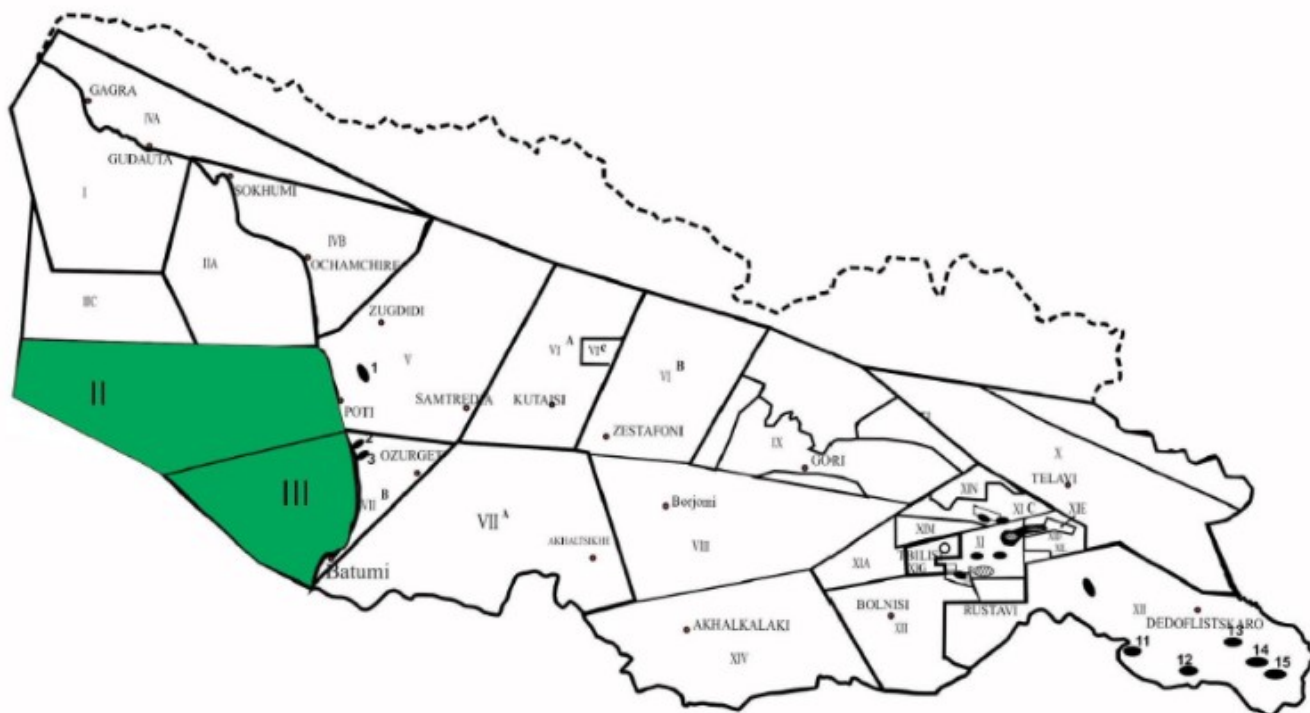 GAGRA
IVA
GUDAUTA
I
SOKHUMI
IVB
OCHAMCHIRE
IIA
IIC
ZUGDIDI
V
1
POTI
SAMTREDIA
VI A
VI C
KUTAISI
VI B
ZESTAFONI
II
III
2
3
OZURGETI
VII B
Batumi
VII A
AKHALTSIKHE
Borjomi
VIII
IX
GORI
X
TELAVI
XIN
XI C
XIE
XIM
XI
TBILISI
XIG
XIA
RUSTAVI
BOLNISI
XII
AKHALKALAKI
XIV
XII
DEDOFLISTSKARO
11
12
13
14
15